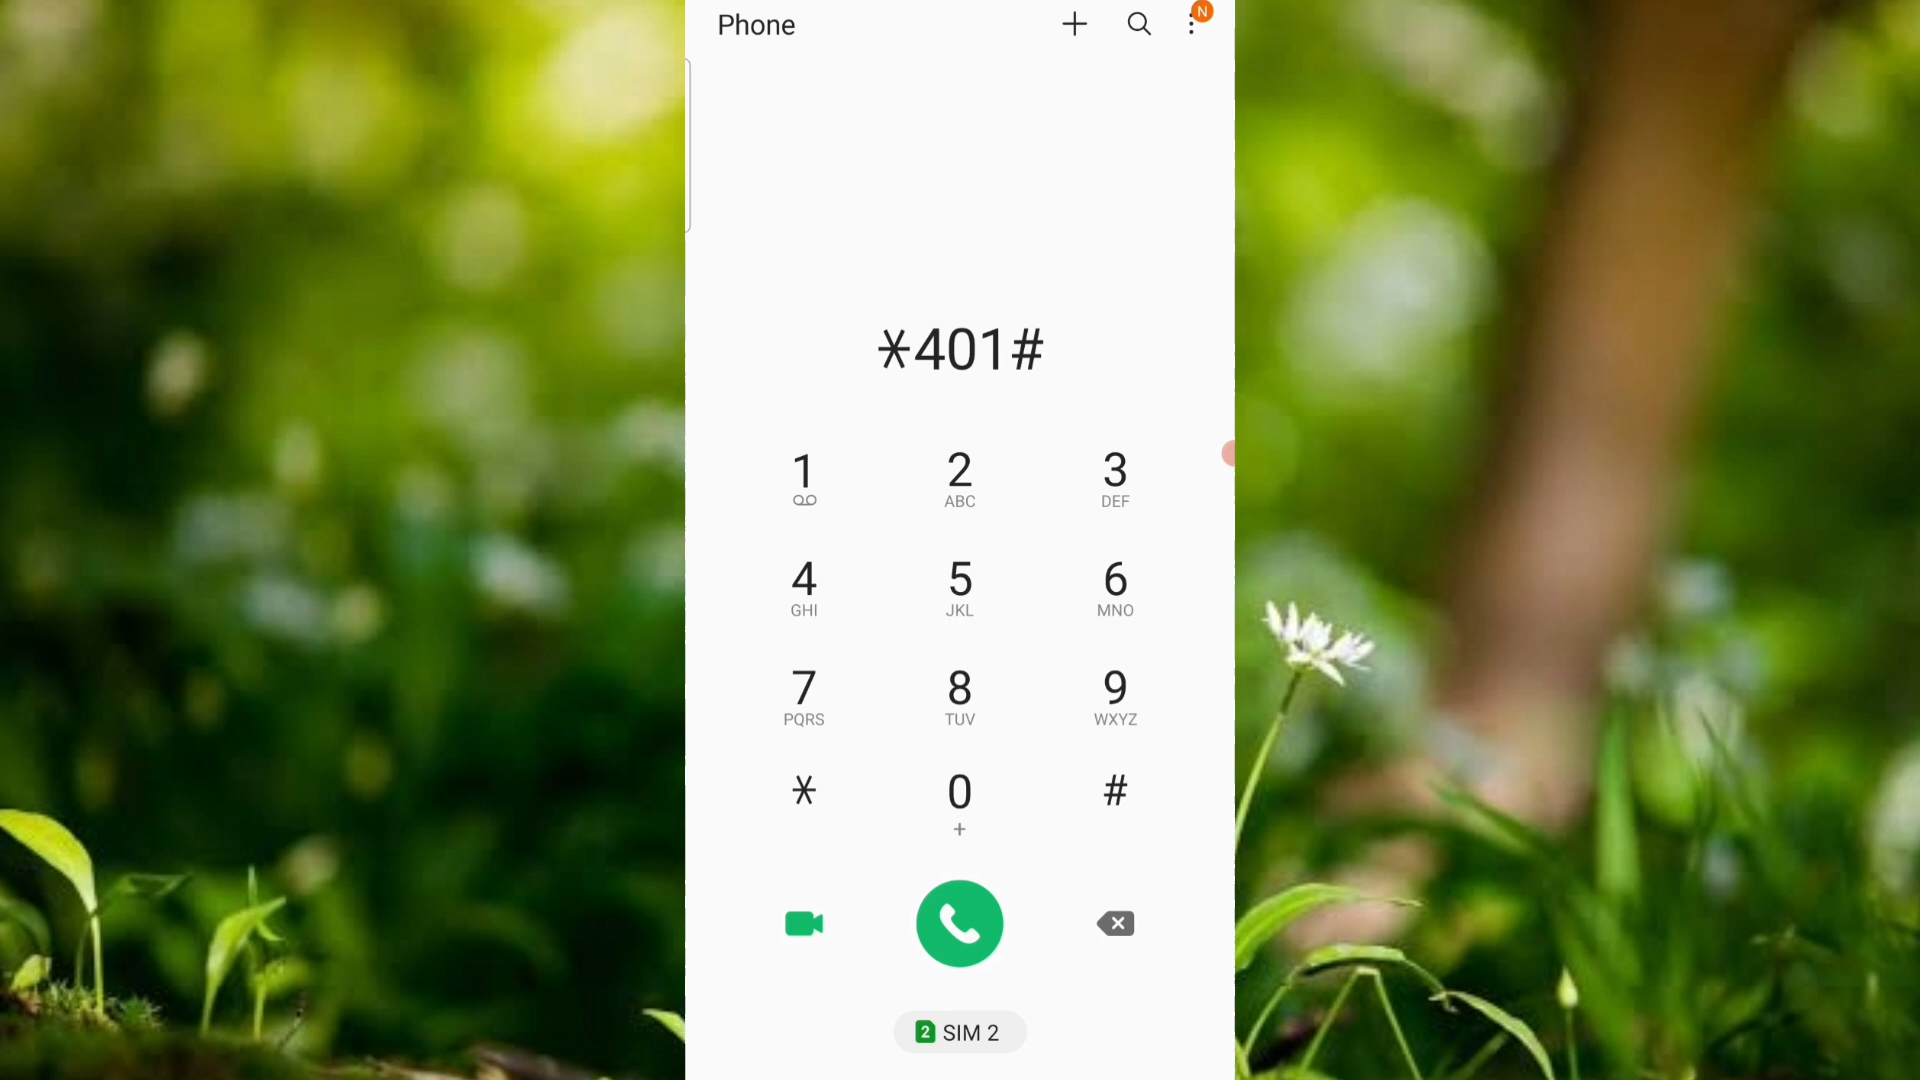 Phone
N
*401#
1
2
ABC
3
DEF
4
GHI
5
JKL
6
MNO
7
PQRS
8
TUV
9
WXYZ
*
0
+
#
2 SIM 2